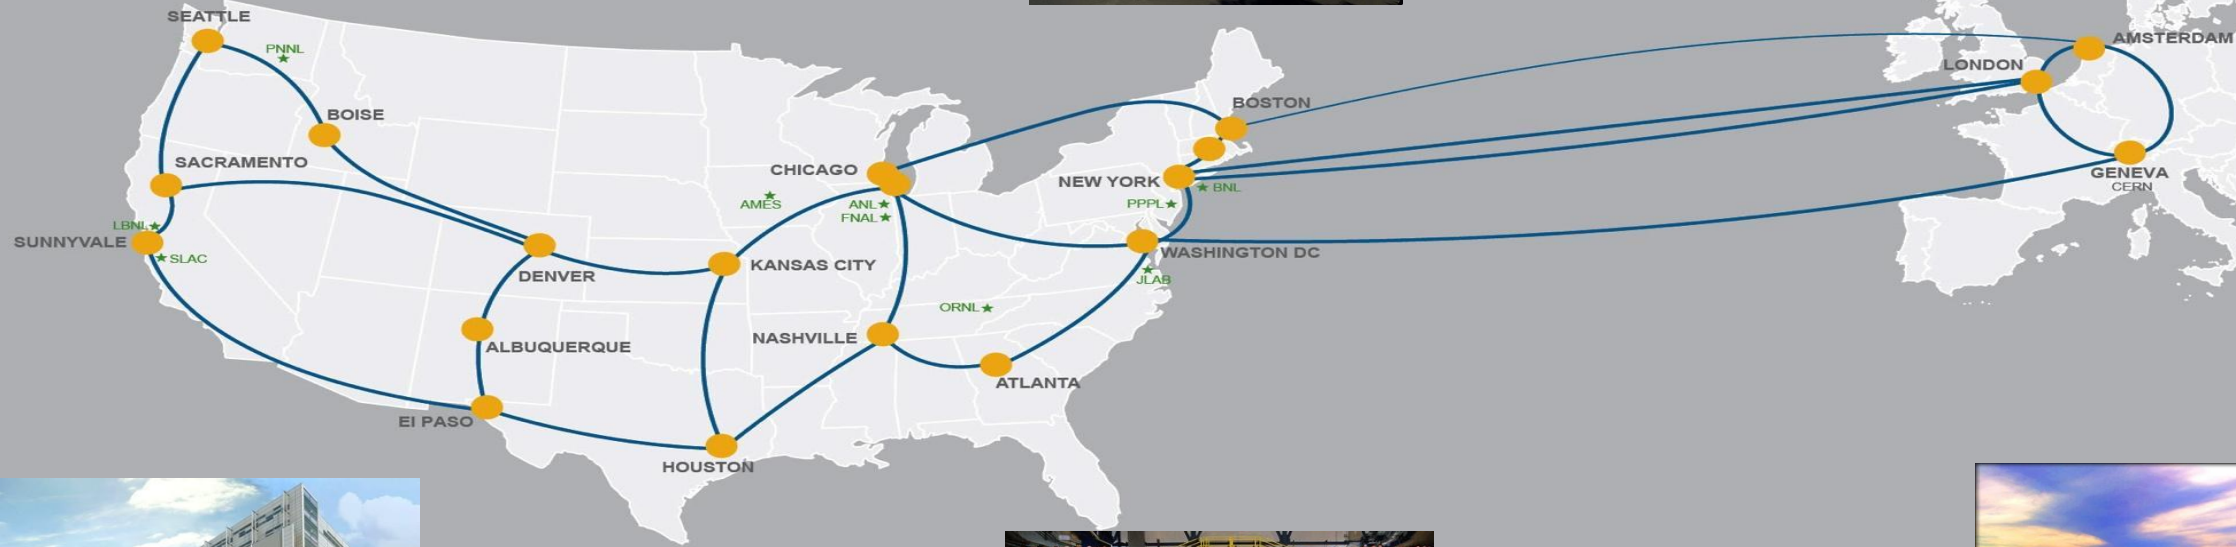 SEATTLE
PNNL
BOISE
SACRAMENTO
LBNL
SUNNYVALE
SLAC
DENVER
ALBUQUERQUE
EI PASO
HOUSTON
KANSAS CITY
CHICAGO
AMES
ANL
FNAL
NASHVILLE
ORNL
ATLANTA
BOSTON
NEW YORK
BNL
PPPL
WASHINGTON DC
JLAB
AMSTERDAM
LONDON
GENEVA
CERN